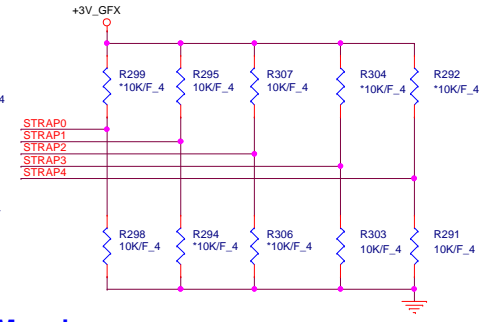 +3V_GFX
R299
*10K/F_4
R295
10K/F_4
R307
10K/F_4
R304
*10K/F_4
R292
*10K/F_4
4
STRAP0
STRAP1
STRAP2
STRAP3
STRAP4
R298
10K/F_4
R294
*10K/F_4
R306
*10K/F_4
R303
10K/F_4
R291
10K/F_4